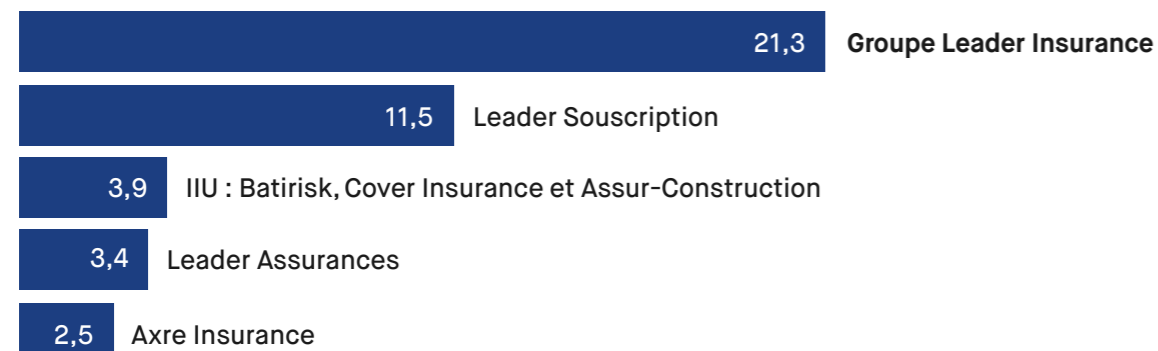 21,3 Groupe Leader Insurance
11,5 Leader Souscription
3,9 IIU : Batirisk, Cover Insurance et Assur-Construction
3,4 Leader Assurances
2,5 Axre Insurance